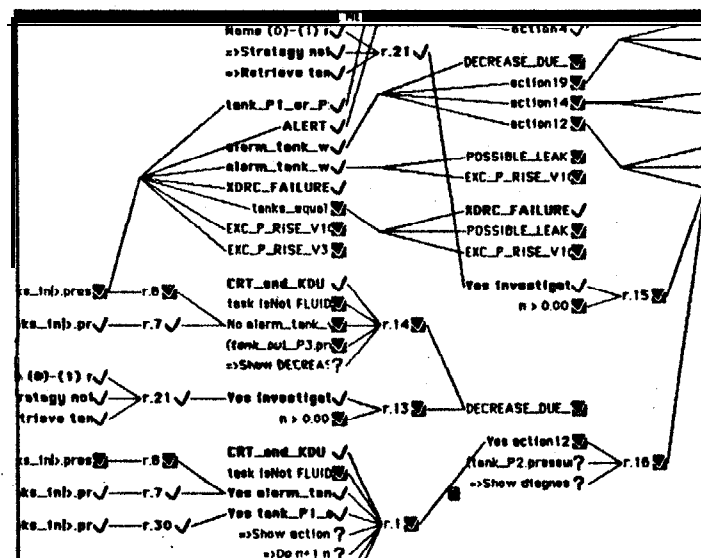 ME
Name (0)-(1) r
action4
=>Strategy not
r.21
=>Retrieve tan
DECREASE_DUE_
action19
tank_P1_or_P
action14
ALERT
action12
alarm_tank_w
alarm_tank_w
POSSIBLE_LEAK
EXC_P_RISE_V10
XDRC_FAILURE
tanks_equal
XDRC_FAILURE
EXC_P_RISE_V10
POSSIBLE_LEAK
EXC_P_RISE_V3
EXC_P_RISE_V10
CRT_and_KDU
Yes investigat
ks_in|>.pres
r.8
task isNot FLUID
r.15
n > 0.00
ks_in|>.pr
r.7
No alarm_tank_
r.14
(tank_out_P3.pr
=>Show DECREAS
(0)-(1) r
rategy not
r.21
Yes investigat
trieve tan
n > 0.00
r.13
DECREASE_DUE_
CRT_and_KDU
Yes action12
ks_in|>.pres
r.8
task isNot FLUID
(tank_P2.pressu
r.16
ks_in|>.pr
r.7
Yes alarm_tan
=>Show diagnos
ks_in|>.pr
r.30
Yes tank_P1_o
r.1
=>Show action
=>Do n+1 n